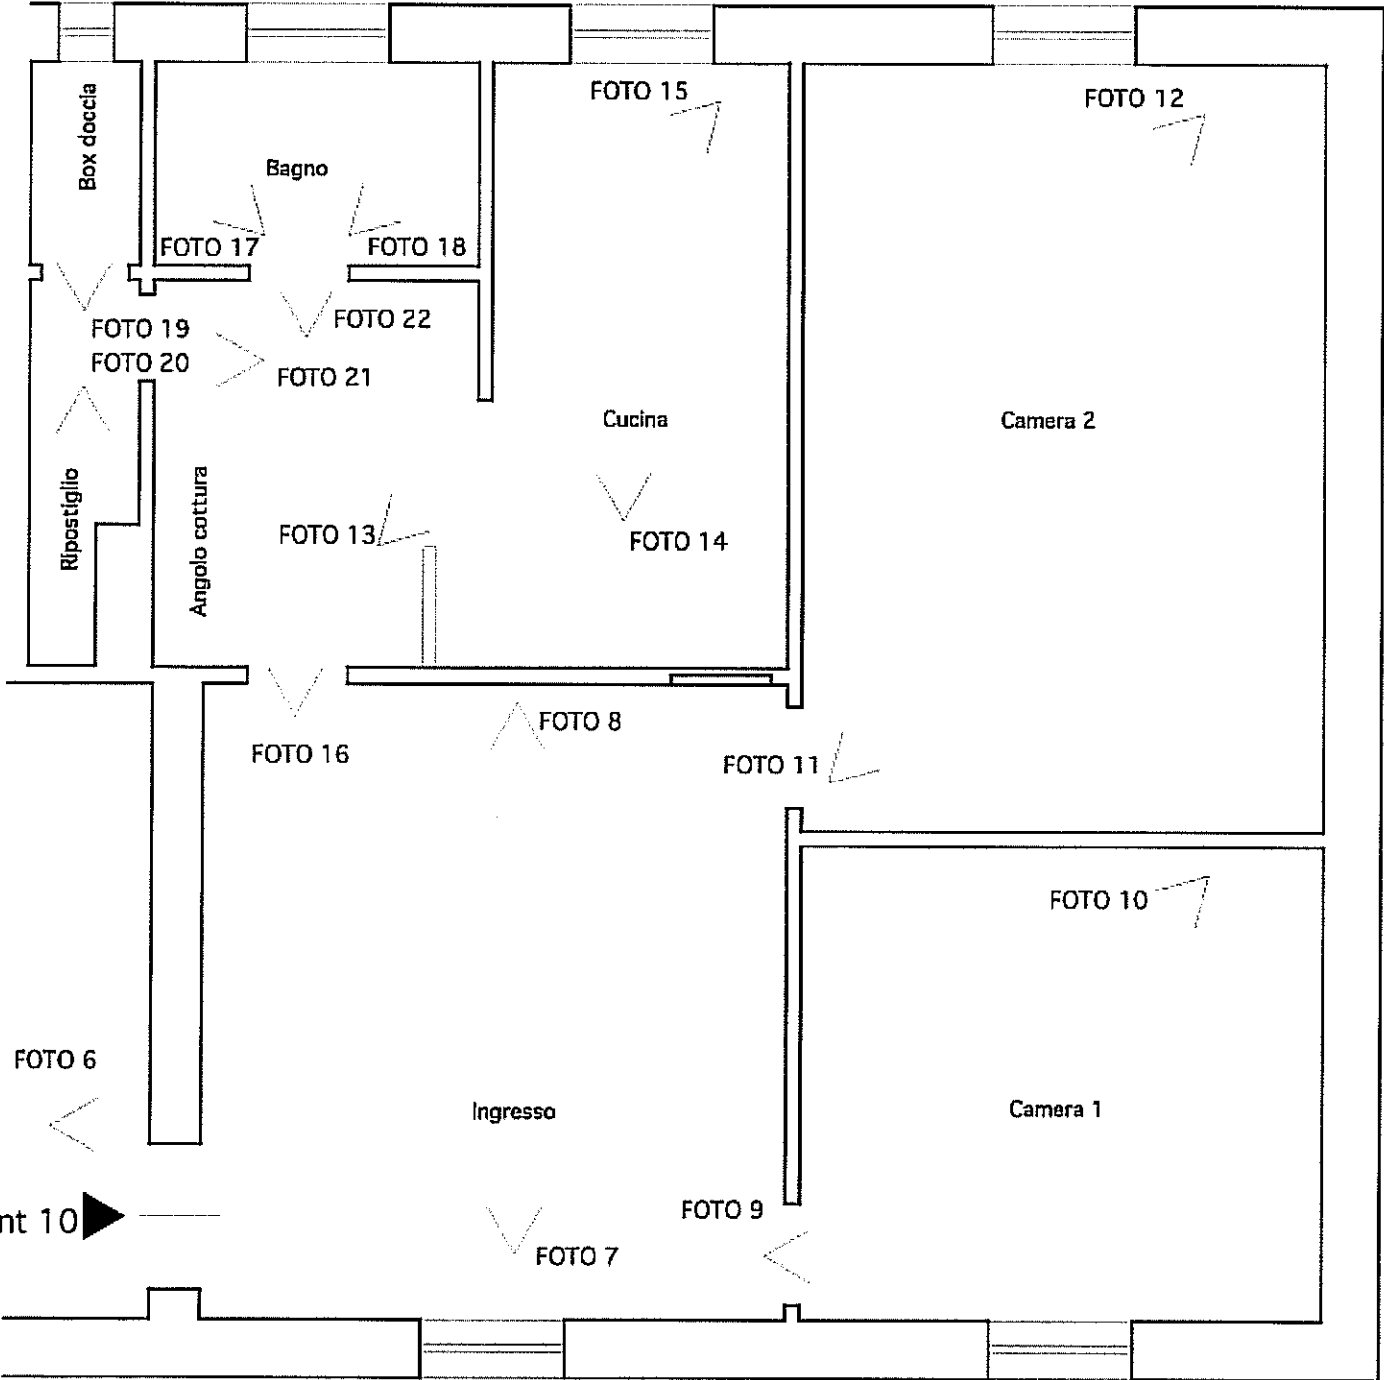 FOTO 15
FOTO 12
Box doccia
Bagno
FOTO 17
FOTO 18
FOTO 19
FOTO 22
FOTO 20
FOTO 21
Cucina
Camera 2
Ripostiglio
Angolo cottura
FOTO 13
FOTO 14
FOTO 8
FOTO 16
FOTO 11
FOTO 10
FOTO 6
Ingresso
Camera 1
FOTO 9
nt 10
FOTO 7